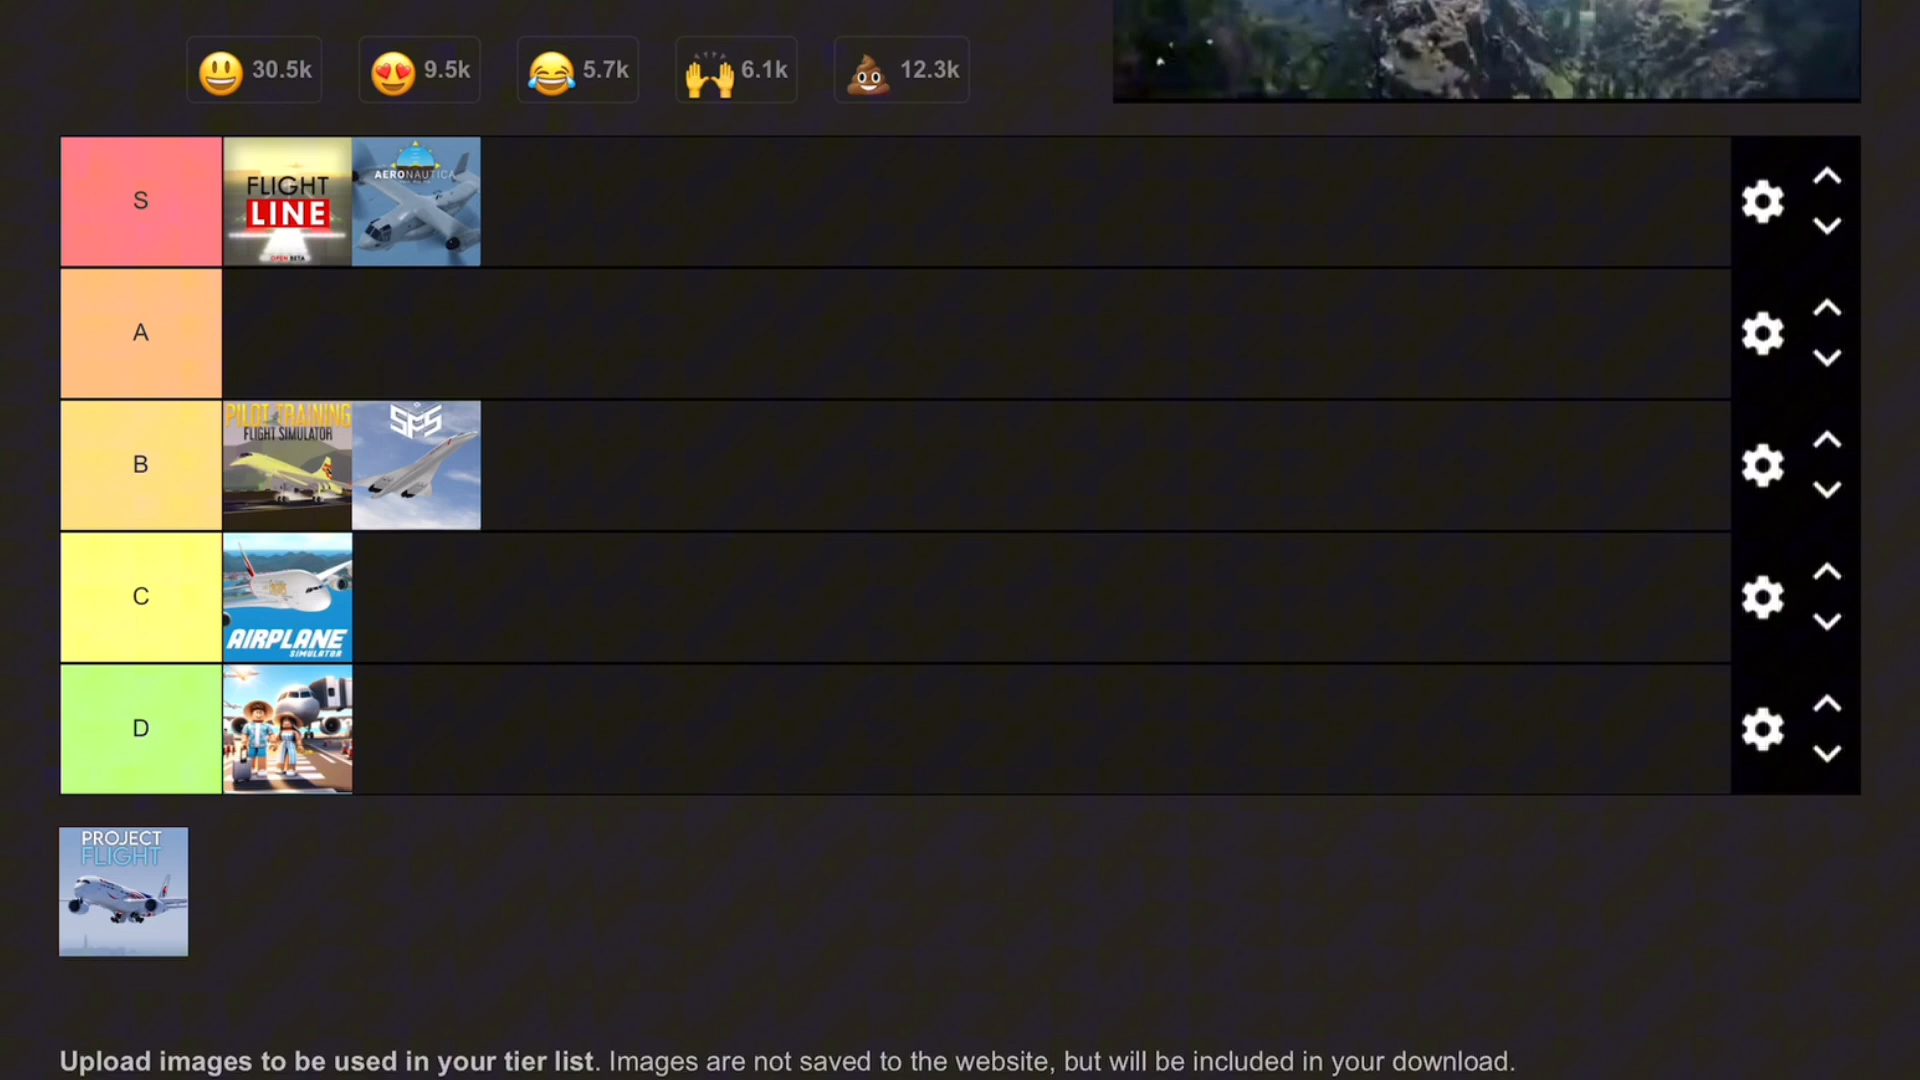 30.5k
9.5k
5.7k
6.1k
12.3k
S
FLIGHT
LINE
OPEN BETA
AERONAUTICA
A
B
PILOT TRAINING
FLIGHT SIMULATOR
SFS
C
AIRPLANE
SIMULATOR
D
PROJECT
FLIGHT
Upload images to be used in your tier list. Images are not saved to the website, but will be included in your download.